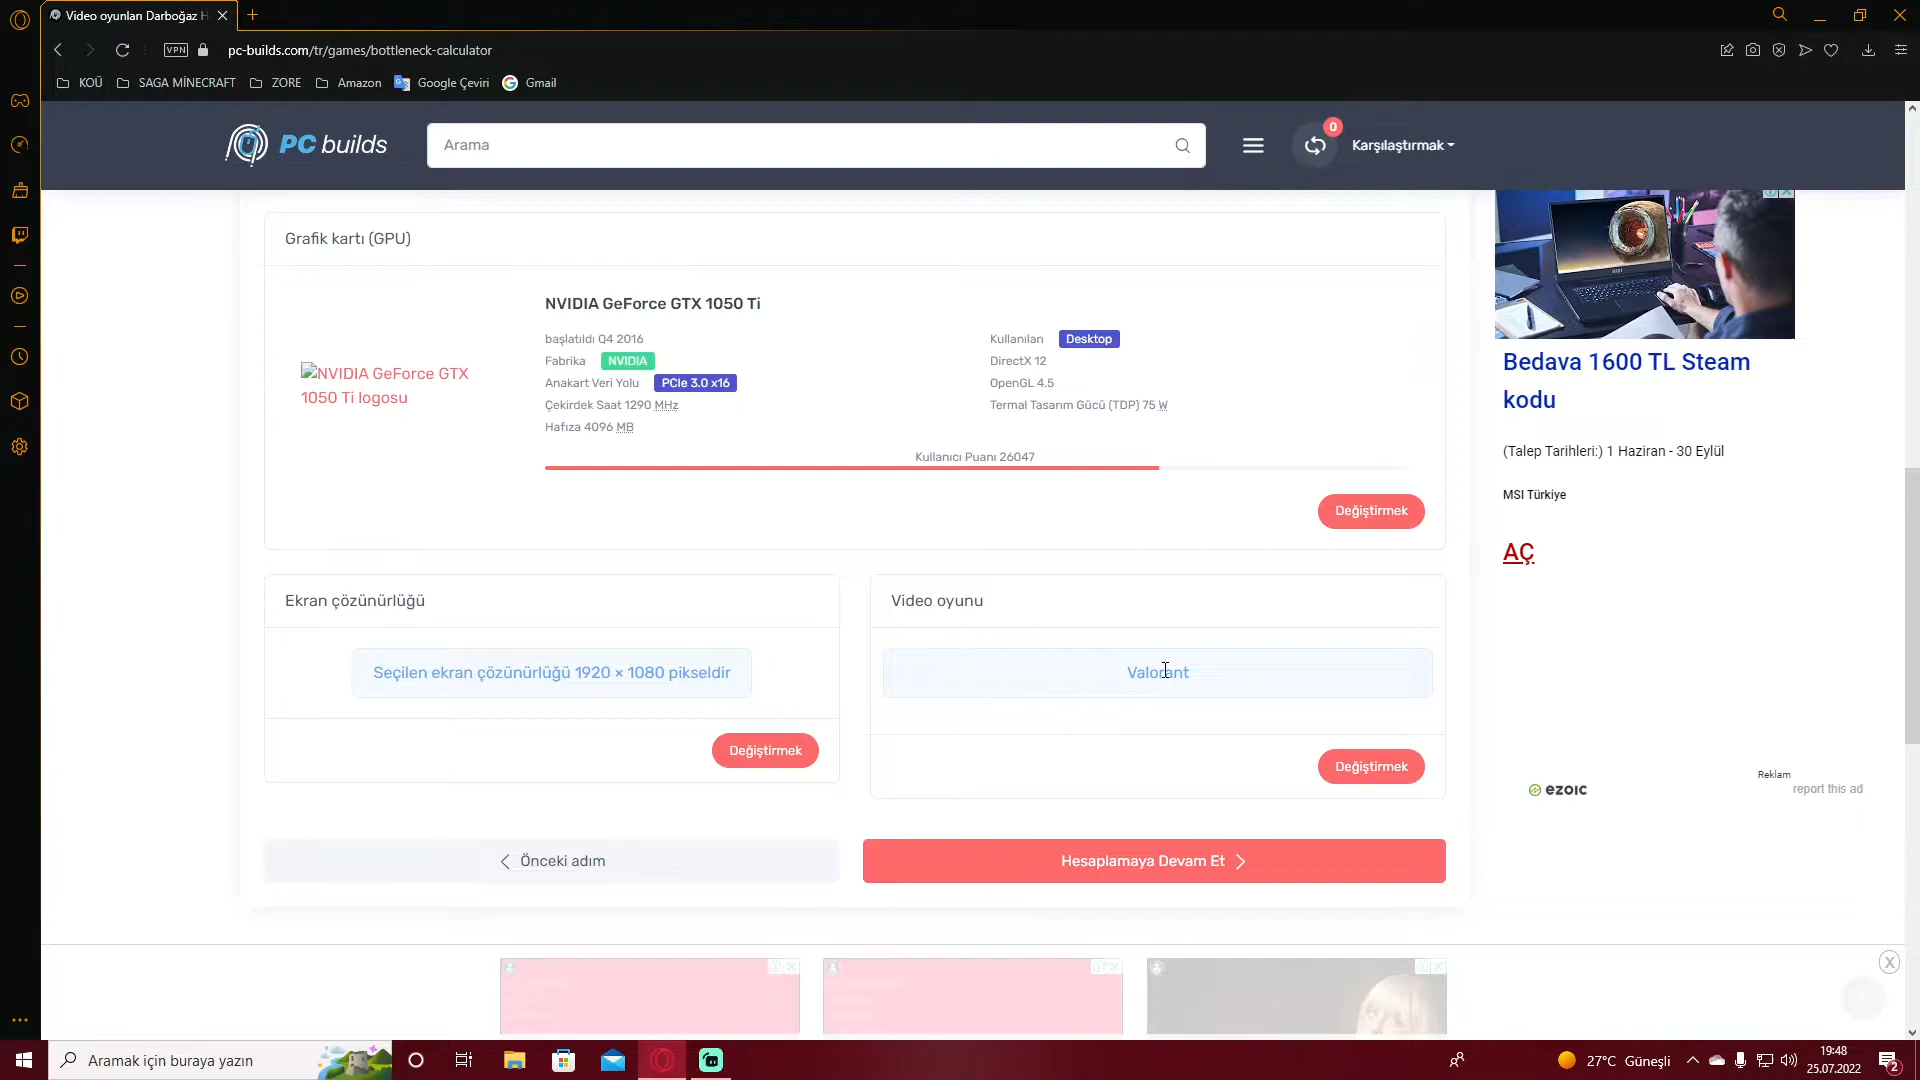 Video oyunları Darboğaz H
VPN
pc-builds.com/tr/games/bottleneck-calculator
KOÜ
SAGA MİNECRAFT
ZORE
Amazon
Google Çeviri
Gmail
PC builds
Arama
0
Karşılaştırmak
Grafik kartı (GPU)
NVIDIA GeForce GTX 1050 Ti logosu
NVIDIA GeForce GTX 1050 Ti
başlatıldı Q4 2016
Fabrika NVIDIA
Anakart Veri Yolu PCIe 3.0 x16
Çekirdek Saat 1290 MHz
Hafıza 4096 MB
Kullanılan Desktop
DirectX 12
OpenGL 4.5
Termal Tasarım Gücü (TDP) 75 W
Kullanıcı Puanı 26047
Değiştirmek
Ekran çözünürlüğü
Seçilen ekran çözünürlüğü 1920 × 1080 pikseldir
Değiştirmek
Video oyunu
Valorant
Değiştirmek
Önceki adım
Hesaplamaya Devam Et
Bedava 1600 TL Steam
kodu
(Talep Tarihleri:) 1 Haziran - 30 Eylül
MSI Türkiye
AÇ
ezoic
Reklam
report this ad
X
Aramak için buraya yazın
27°C Güneşli
19:48
25.07.2022
2